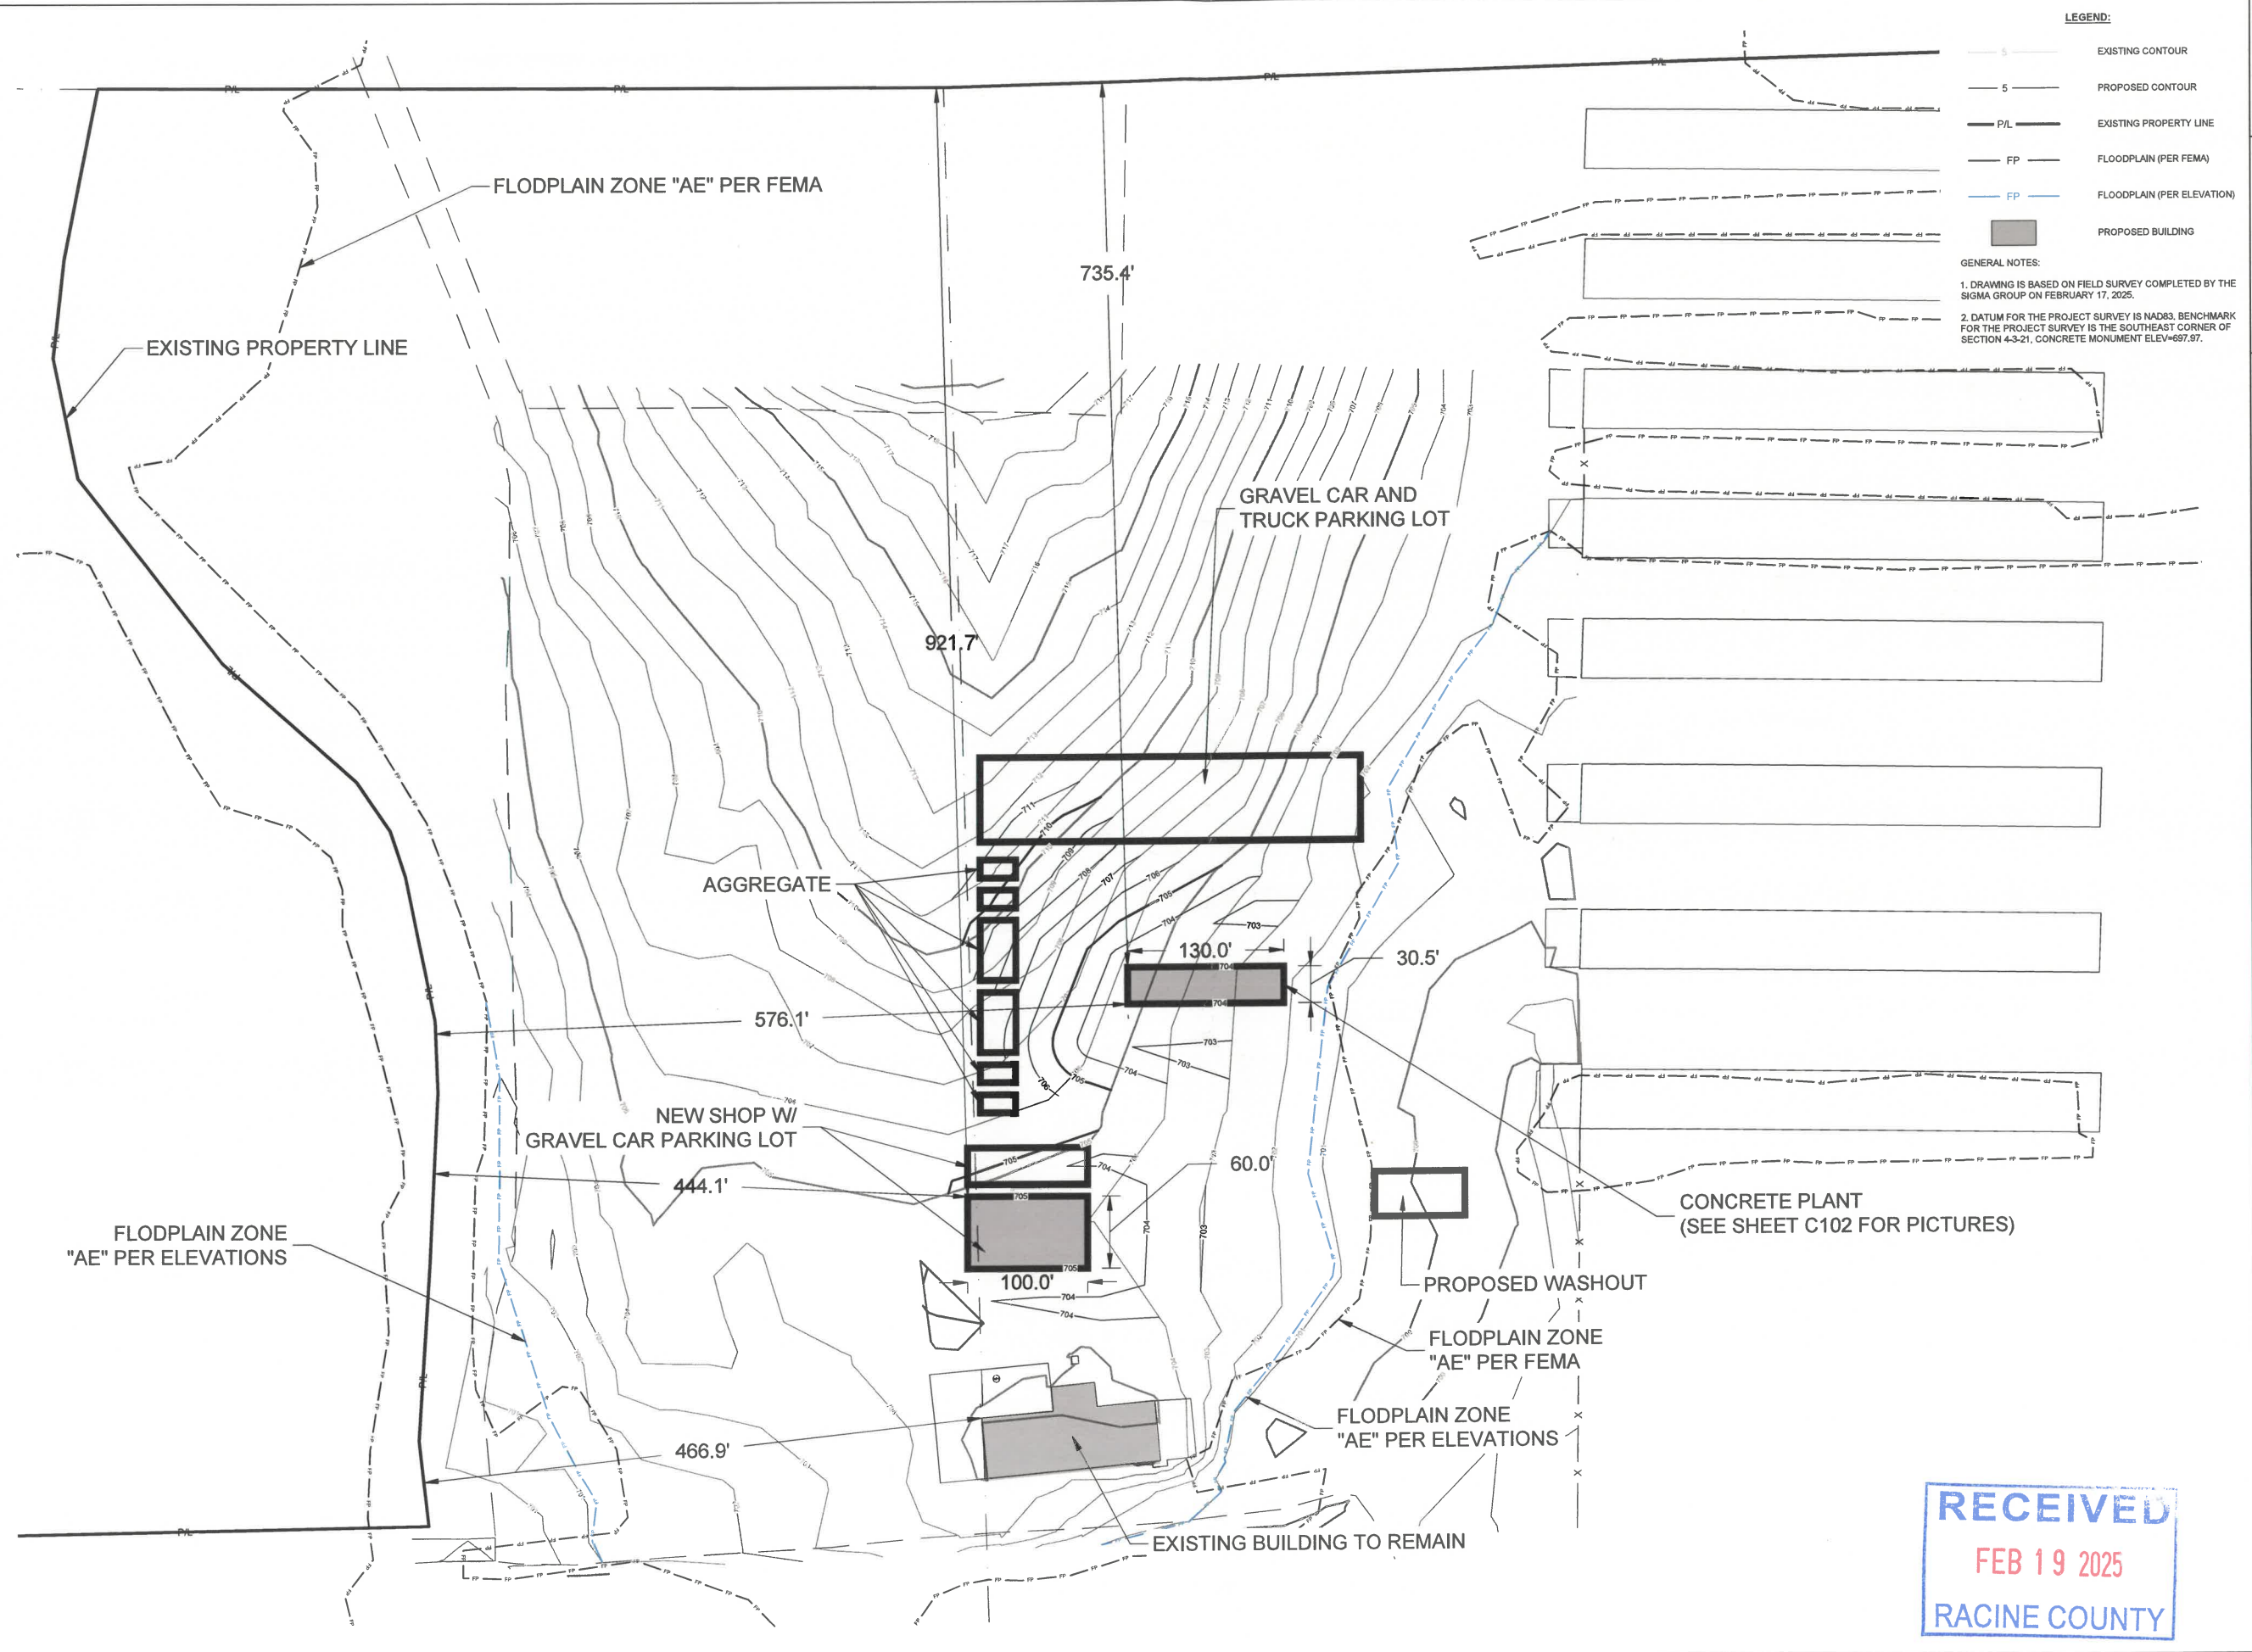 LEGEND:
5 EXISTING CONTOUR
5 PROPOSED CONTOUR
P/L EXISTING PROPERTY LINE
FP FLOODPLAIN (PER FEMA)
FP FLOODPLAIN (PER ELEVATION)
PROPOSED BUILDING
GENERAL NOTES:
1. DRAWING IS BASED ON FIELD SURVEY COMPLETED BY THE
SIGMA GROUP ON FEBRUARY 17, 2025.
2. DATUM FOR THE PROJECT SURVEY IS NAD83. BENCHMARK
FOR THE PROJECT SURVEY IS THE SOUTHEAST CORNER OF
SECTION 4-3-21, CONCRETE MONUMENT ELEV=697.97.
FLODPLAIN ZONE "AE" PER FEMA
735.4'
EXISTING PROPERTY LINE
GRAVEL CAR AND
TRUCK PARKING LOT
921.7'
AGGREGATE
130.0'
30.5'
576.1'
NEW SHOP W/
GRAVEL CAR PARKING LOT
60.0'
444.1'
CONCRETE PLANT
(SEE SHEET C102 FOR PICTURES)
FLODPLAIN ZONE
"AE" PER ELEVATIONS
100.0'
PROPOSED WASHOUT
FLODPLAIN ZONE
"AE" PER FEMA
FLODPLAIN ZONE
"AE" PER ELEVATIONS
466.9'
EXISTING BUILDING TO REMAIN
RECEIVED
FEB 19 2025
RACINE COUNTY